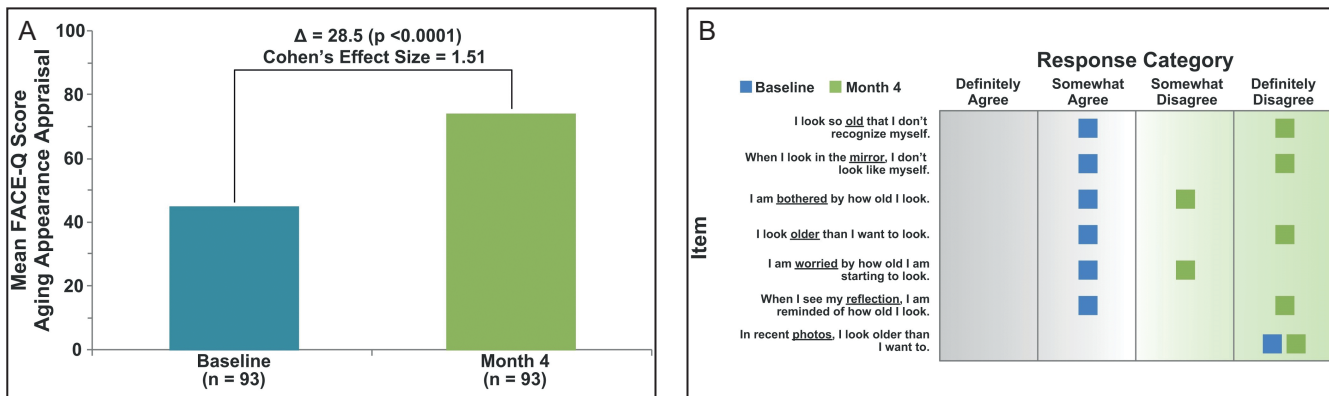 A
Δ = 28.5 (p <0.0001)
Cohen's Effect Size = 1.51
Mean FACE-Q Score
Aging Appearance Appraisal
100
80
60
40
20
0
Baseline
(n = 93)
Month 4
(n = 93)
B
Response Category
Baseline
Month 4
Definitely
Agree
Somewhat
Agree
Somewhat
Disagree
Definitely
Disagree
Item
I look so old that I don't
recognize myself.
When I look in the mirror, I don't
look like myself.
I am bothered by how old I look.
I look older than I want to look.
I am worried by how old I am
starting to look.
When I see my reflection, I am
reminded of how old I look.
In recent photos, I look older than
I want to.